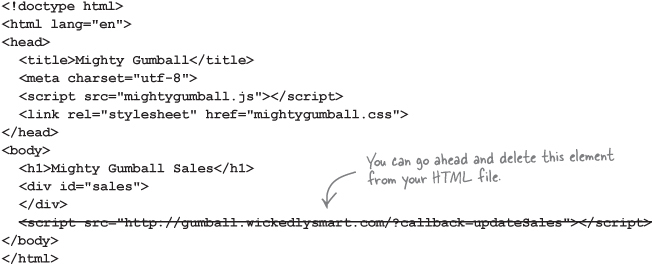 <!doctype html>
<html lang="en">
<head>
<title>Mighty Gumball</title>
<meta charset="utf-8">
<script src="mightygumball.js"></script>
<link rel="stylesheet" href="mightygumball.css">
</head>
<body>
<h1>Mighty Gumball Sales</h1>
<div id="sales">
</div>
You can go ahead and delete this element
from your HTML file.
<script src="http://gumball.wickedlysmart.com/?callback=updateSales"></script>
</body>
</html>